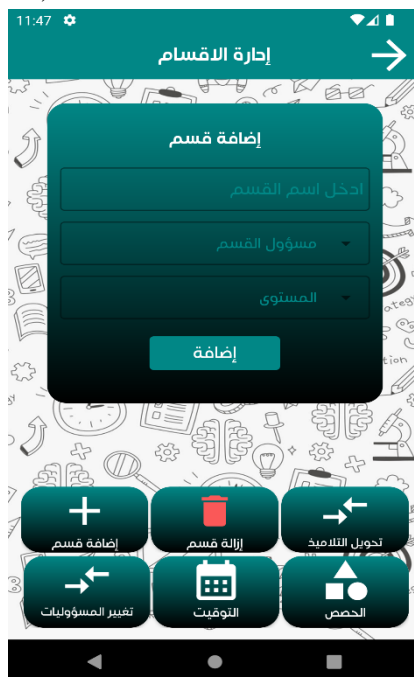 11:47
إدارة الاقسام
إضافة قسم
ادخل اسم القسم
مسؤول القسم
المستوى
إضافة
إضافة قسم
إزالة قسم
تحويل التلاميذ
تغيير المسؤوليات
التوقيت
الحصص